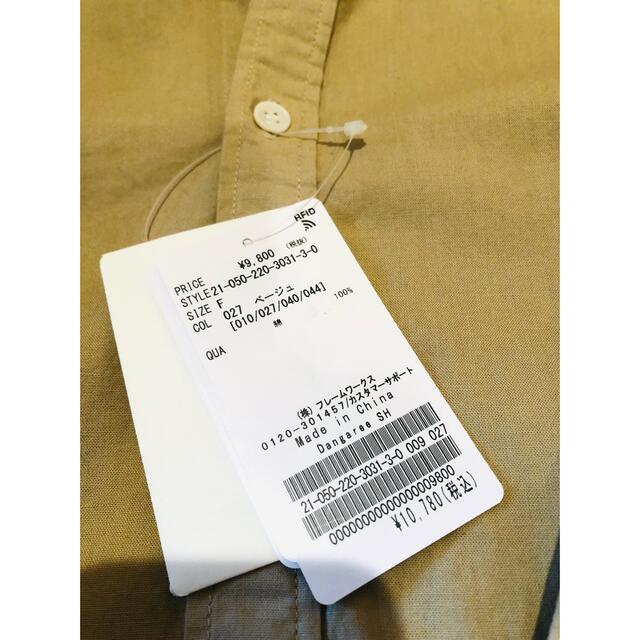 RFID
PRICE ¥9,800 (税抜)
STYLE 21-050-220-3031-3-0
SIZE F
COL 027 ベージュ
[010/027/040/044]
QUA 綿 100%
(株) フレームワークス
0120-301457/カスタマーサポート
Made in China
Dangaree SH
21-050-220-3031-3-0 009 027
0000000000000000009800
¥10,780(税込)